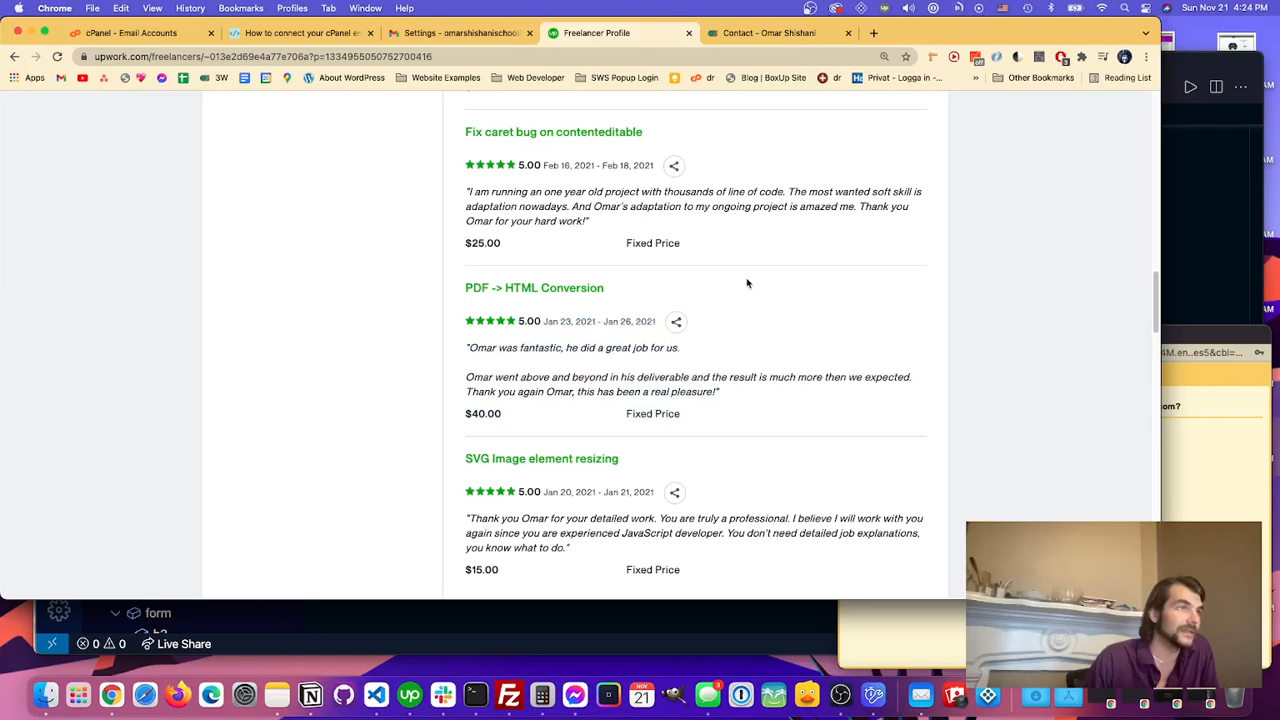 Chrome File Edit View History Bookmarks Profiles Tab Window Help
Sun Nov 21 4:24 PM
cPanel - Email Accounts
How to connect your cPanel en
Settings - omarshishanischool@
Freelancer Profile
Contact - Omar Shishani
upwork.com/freelancers/~013e2d69e4a77e706a?p=1334955050752700416
Apps
3W
About WordPress
Website Examples
Web Developer
SWS Popup Login
dr
Blog | BoxUp Site
dr
Privat - Logga in -...
Other Bookmarks
Reading List
Fix caret bug on contenteditable
5.00 Feb 16, 2021 - Feb 18, 2021
"I am running an one year old project with thousands of line of code. The most wanted soft skill is
adaptation nowadays. And Omar's adaptation to my ongoing project is amazed me. Thank you
Omar for your hard work!"
$25.00 Fixed Price
PDF -> HTML Conversion
5.00 Jan 23, 2021 - Jan 26, 2021
"Omar was fantastic, he did a great job for us.
Omar went above and beyond in his deliverable and the result is much more then we expected.
Thank you again Omar, this has been a real pleasure!"
$40.00 Fixed Price
SVG Image element resizing
5.00 Jan 20, 2021 - Jan 21, 2021
"Thank you Omar for your detailed work. You are truly a professional. I believe I will work with you
again since you are experienced JavaScript developer. You don't need detailed job explanations,
you know what to do."
$15.00 Fixed Price
4M.en..es5&cbl=...
om?
form
0 0 Live Share